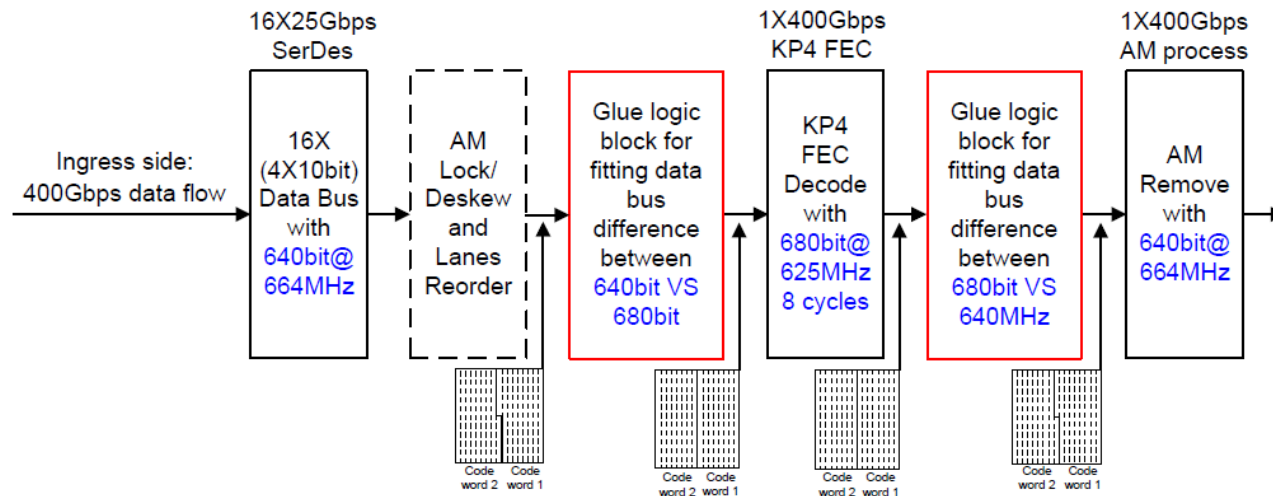 16X25Gbps
SerDes
1X400Gbps
KP4 FEC
1X400Gbps
AM process
Ingress side:
400Gbps data flow
16X
(4X10bit)
Data Bus
with
640bit@
664MHz
AM
Lock/
Deskew
and
Lanes
Reorder
Glue logic
block for
fitting data
bus
difference
between
640bit VS
680bit
KP4
FEC
Decode
with
680bit@
625MHz
8 cycles
Glue logic
block for
fitting data
bus
difference
between
680bit VS
640MHz
AM
Remove
with
640bit@
664MHz
Code
word 2
Code
word 1
Code
word 2
Code
word 1
Code
word 2
Code
word 1
Code
word 2
Code
word 1